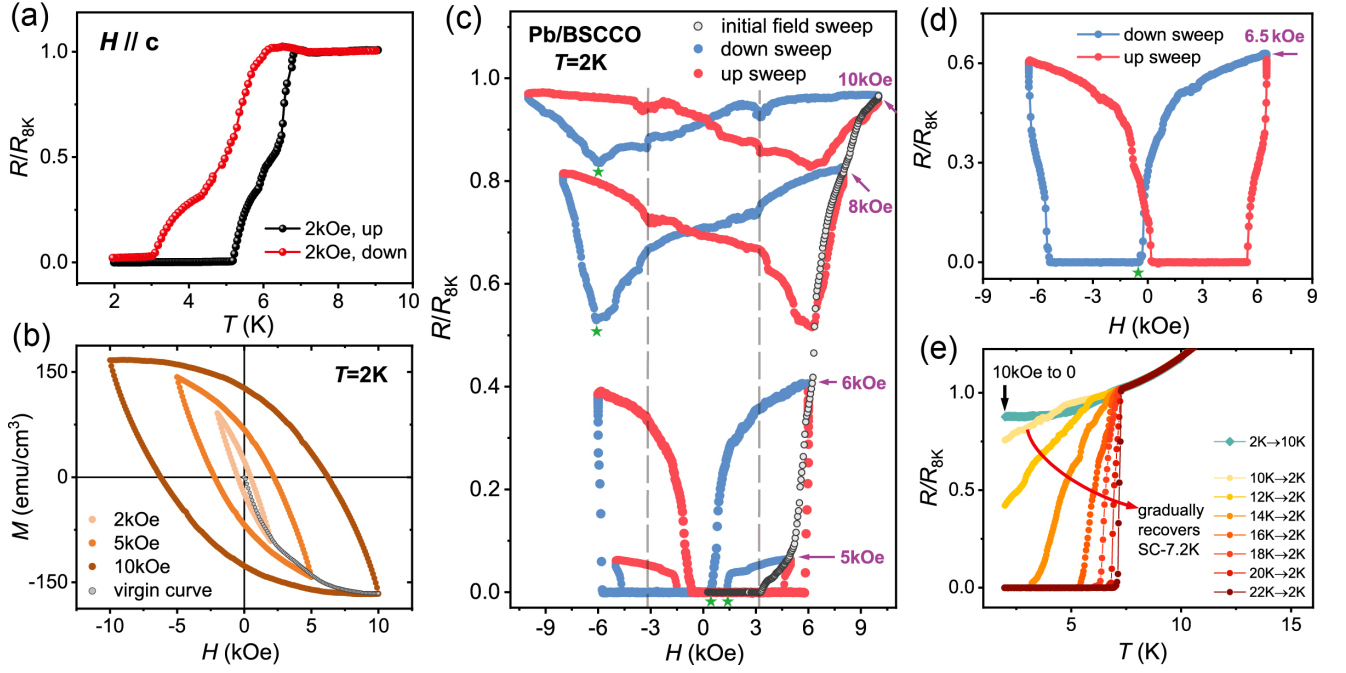 (a)
H // c
R/R8K
1.0
0.5
0.0
2kOe, up
2kOe, down
0
2
4
6
8
10
T (K)
(b)
-10
-5
0
5
10
T=2K
M (emu/cm3)
150
0
-150
2kOe
5kOe
10kOe
virgin curve
-10
-5
0
5
10
H (kOe)
(c)
Pb/BSCCO
T=2K
initial field sweep
down sweep
up sweep
R/R8K
1.0
0.8
0.6
0.4
0.2
0.0
10kOe
8kOe
6kOe
5kOe
-9
-6
-3
0
3
6
9
H (kOe)
(d)
down sweep
up sweep
6.5kOe
R/R8K
0.6
0.3
0.0
-9
-6
-3
0
3
6
9
H (kOe)
(e)
10kOe to 0
R/R8K
1.0
0.5
0.0
2K→10K
10K→2K
12K→2K
14K→2K
16K→2K
18K→2K
20K→2K
22K→2K
gradually
recovers
SC-7.2K
5
10
15
T (K)